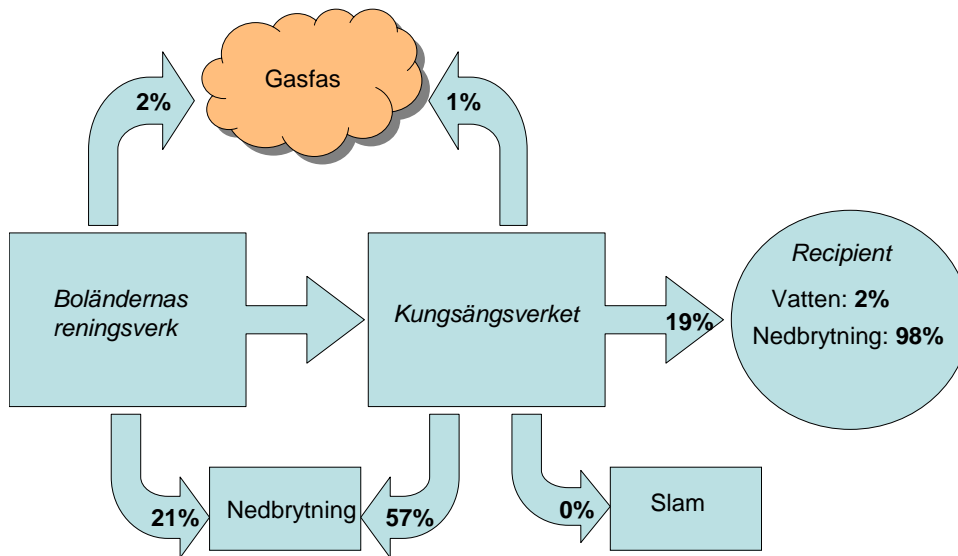 Gasfas
2%
1%
Boländernas
reningsverk
Kungsängsverket
19%
Recipient
Vatten: 2%
Nedbrytning: 98%
21%
Nedbrytning
57%
0%
Slam